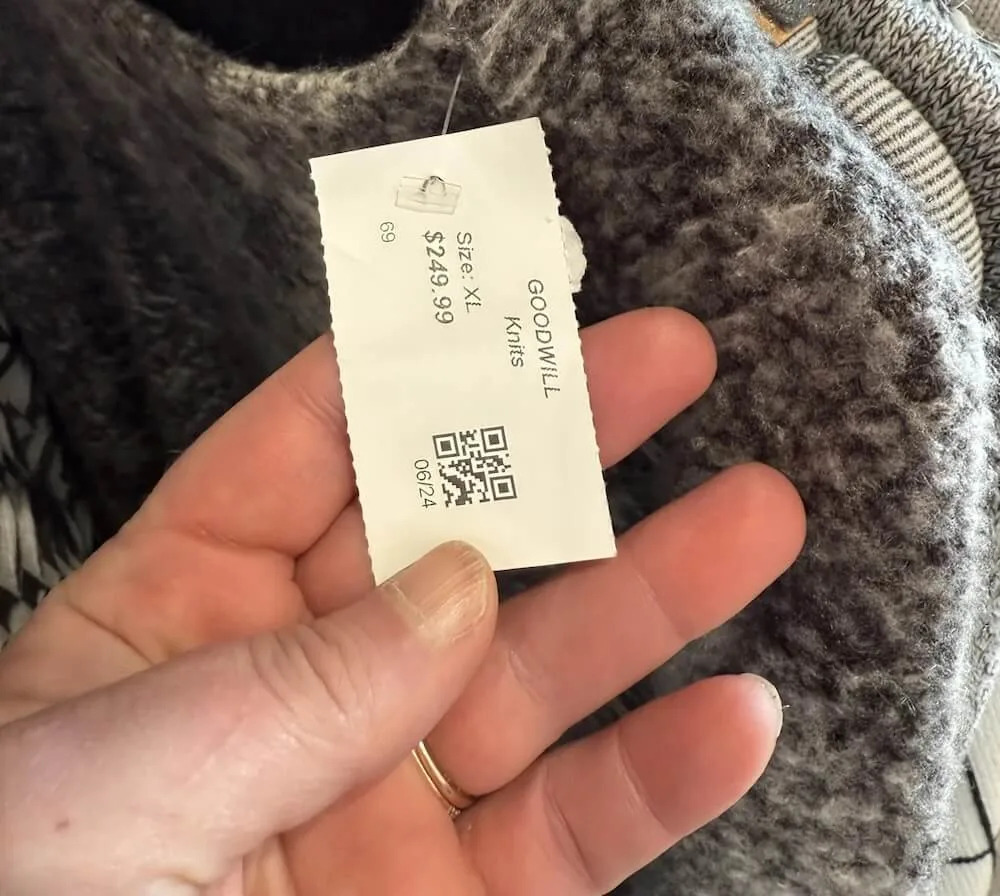 GOODWILL
Knits
Size: XL
$249.99
69
06/24